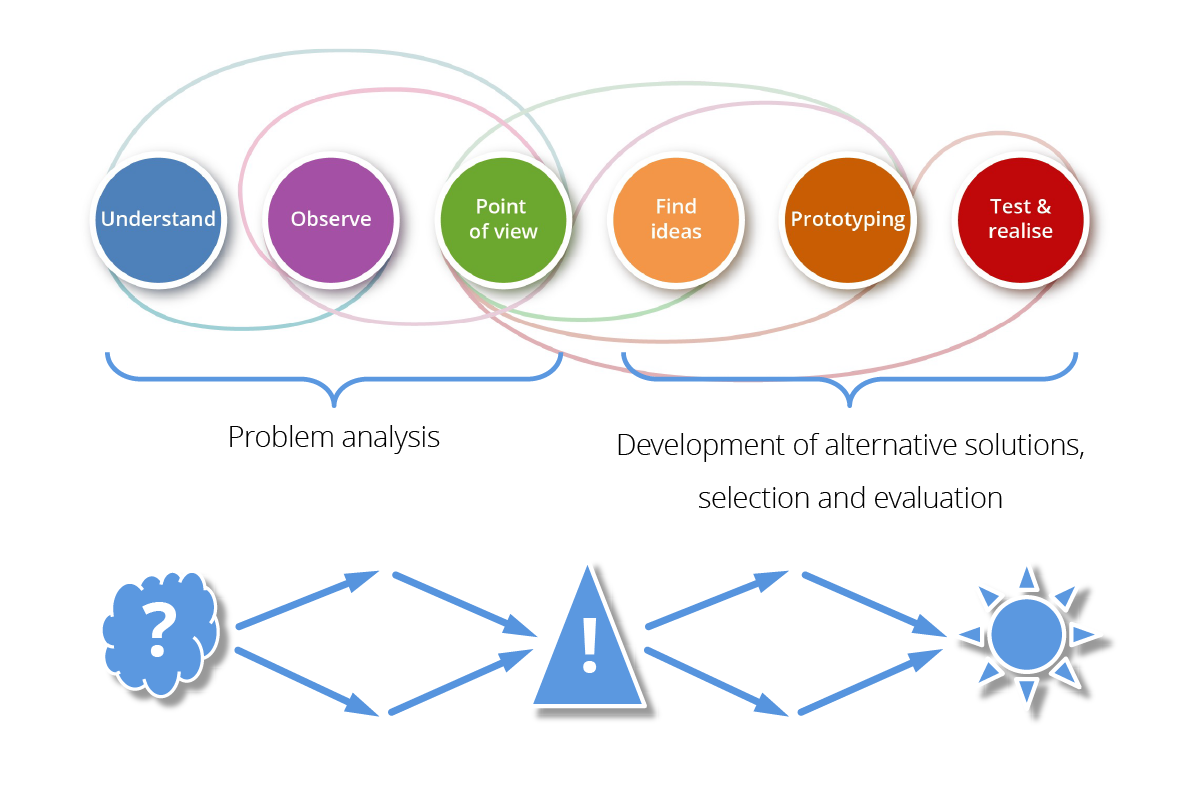 Understand
Observe
Point
of view
Find
ideas
Prototyping
Test &
realise
Problem analysis
Development of alternative solutions,
selection and evaluation
?
!